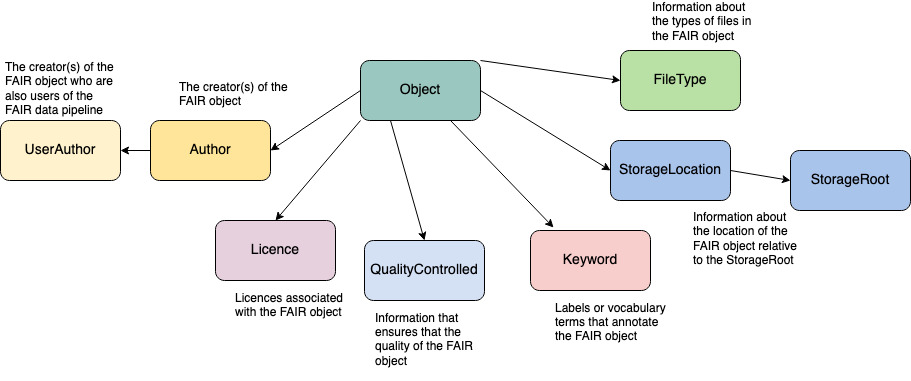 Information about
the types of files in
the FAIR object
FileType
Object
The creator(s) of the
FAIR object who are
also users of the
FAIR data pipeline
UserAuthor
The creator(s) of the
FAIR object
Author
StorageLocation
StorageRoot
Information about
the location of the
FAIR object relative
to the StorageRoot
Licence
Licences associated
with the FAIR object
QualityControlled
Information that
ensures that the
quality of the FAIR
object
Keyword
Labels or vocabulary
terms that annotate
the FAIR object